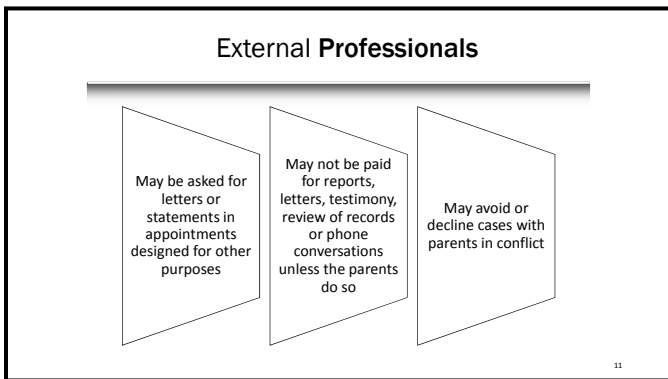 External Professionals
May be asked for
letters or
statements in
appointments
designed for other
purposes
May not be paid
for reports,
letters, testimony,
review of records
or phone
conversations
unless the parents
do so
May avoid or
decline cases with
parents in conflict
11